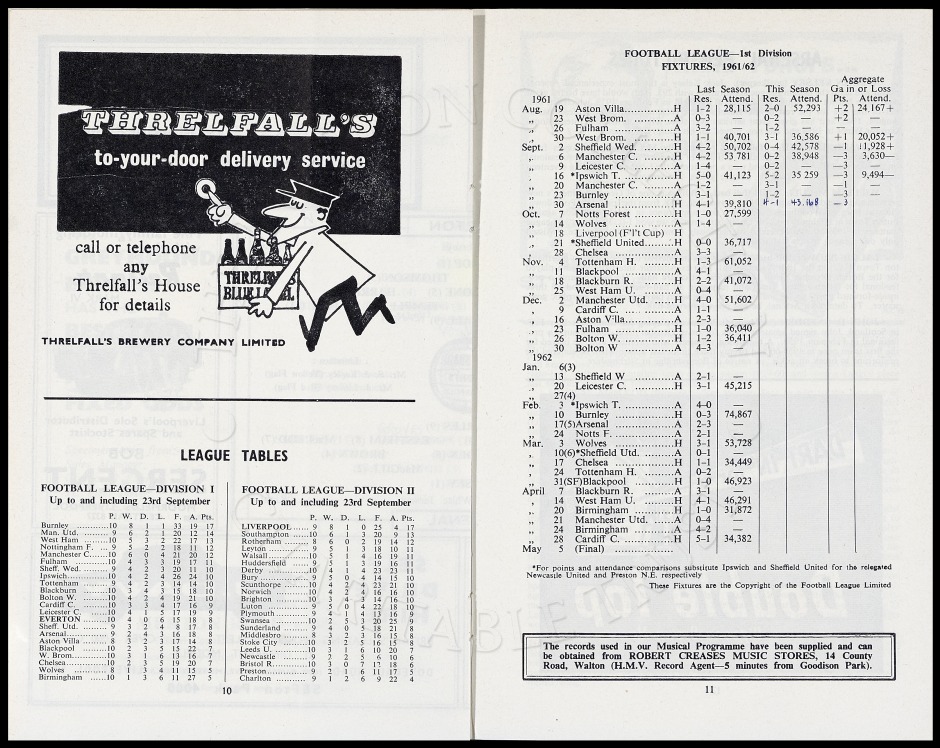 THRELFALL'S
to-your-door delivery service
call or telephone
any
Threlfall's House
for details
THRELFALL'S
BLUE LABEL
THRELFALL'S BREWERY COMPANY LIMITED
LEAGUE TABLES
FOOTBALL LEAGUE—DIVISION I
Up to and including 23rd September
P. W. D. L. F. A. Pts.
Burnley ..........10 8 1 1 33 19 17
Man. Utd. ........ 9 6 2 1 20 12 14
West Ham ........10 5 3 2 22 17 13
Nottingham F. ... 9 5 2 2 18 11 12
Manchester C.......10 6 0 4 21 20 12
Fulham ............10 4 3 3 19 17 11
Sheff. Wed. ......10 4 2 3 20 11 10
Ipswich............10 4 2 4 26 24 10
Tottenham ........ 9 4 2 3 14 14 10
Blackburn ........10 3 4 3 15 18 10
Bolton W. ........10 4 2 4 19 21 10
Cardiff C. ........10 3 3 4 17 16 9
Leicester C. ......10 4 1 5 17 19 9
EVERTON ........10 4 0 6 15 18 8
Sheff. Utd. ........ 9 3 2 4 8 17 8
Arsenal............ 9 2 4 3 16 18 8
Aston Villa ........ 8 3 2 3 17 14 8
Blackpool ........10 2 3 5 15 22 7
W. Brom. ........10 3 1 6 13 16 7
Chelsea............10 2 3 5 19 20 7
Wolves ............ 8 1 3 4 11 15 5
Birmingham ......10 1 3 6 11 27 5
FOOTBALL LEAGUE—DIVISION II
Up to and including 23rd September
P. W. D. L. F. A. Pts.
LIVERPOOL ...... 9 8 1 0 25 4 17
Southampton ......10 6 1 3 20 9 13
Rotherham ........ 8 6 0 2 19 14 12
Leyton ............ 9 5 1 3 18 10 11
Walsall............10 5 1 4 16 19 11
Huddersfield ...... 9 5 1 3 19 16 11
Derby ............10 4 1 4 23 23 11
Bury .............. 9 5 0 4 14 15 10
Scunthorpe ........10 4 2 4 23 21 10
Norwich ..........10 4 2 4 16 16 10
Brighton ..........10 3 4 3 14 16 10
Luton ............ 9 5 0 4 22 18 10
Plymouth .......... 9 4 1 4 13 16 9
Swansea ..........10 2 5 3 20 25 9
Sunderland ........ 9 4 0 5 18 21 8
Middlesbro ........ 8 3 2 3 16 15 8
Stoke City ........10 3 2 5 16 15 8
Leeds U. ..........10 3 1 6 10 20 7
Newcastle ........ 9 2 3 5 6 10 6
Bristol R...........10 3 0 7 17 18 6
Preston............ 9 2 1 6 11 17 5
Charlton .......... 9 1 2 6 9 22 4
10
FOOTBALL LEAGUE—1st Division
FIXTURES, 1961/62
Aggregate
Last Season This Season Gain or Loss
1961 Res. Attend. Res. Attend. Pts. Attend.
Aug. 19 Aston Villa..............H 1–2 28,115 2–0 52,293 +2 24,167+
„ 23 West Brom. ............A 0–3 — 0–2 — +2 —
„ 26 Fulham ................A 3–2 — 1–2 — — —
„ 30 West Brom. ............H 1–1 40,701 3–1 36,586 +1 20,052+
Sept. 2 Sheffield Wed. ..........H 4–2 50,702 0–4 42,578 —1 11,928+
„ 6 Manchester C. ..........H 4–2 53 781 0–2 38,948 —3 3,630—
„ 9 Leicester C. ............A 1–4 — 0–2 — —3 —
„ 16 *Ipswich T. ..............H 5–0 41,123 5–2 35 259 —3 9,494—
„ 20 Manchester C. ..........A 1–2 — 3–1 — —1 —
„ 23 Burnley ................A 3–1 — 1–2 — —3 —
„ 30 Arsenal ................H 4–1 39,810 4-1 43.168 -3
Oct. 7 Notts Forest ............H 1–0 27,599
„ 14 Wolves ................A 1–4 —
„ 18 Liverpool (F'l't Cup) H
„ 21 *Sheffield United........H 0–0 36,717
„ 28 Chelsea ................A 3–3 —
Nov. 4 Tottenham H. ..........H 1–3 61,052
„ 11 Blackpool ..............A 4–1 —
„ 18 Blackburn R. ............H 2–2 41,072
„ 25 West Ham U. ..........A 0–4 —
Dec. 2 Manchester Utd. ........H 4–0 51,602
„ 9 Cardiff C. ..............A 1–1 —
„ 16 Aston Villa..............A 2–3 —
„ 23 Fulham ................H 1–0 36,040
„ 26 Bolton W. ..............H 1–2 36,411
„ 30 Bolton W ..............A 4–3 —
1962
Jan. 6(3)
„ 13 Sheffield W ............A 2–1 —
„ 20 Leicester C. ............H 3–1 45,215
„ 27(4)
Feb. 3 *Ipswich T. ..............A 4–0 —
„ 10 Burnley ................H 0–3 74,867
„ 17(5)Arsenal ................A 2–3 —
„ 24 Notts F. ................A 2–1 —
Mar. 3 Wolves ................H 3–1 53,728
„ 10(6)*Sheffield Utd. ..........A 0–1 —
„ 17 Chelsea ................H 1–1 34,449
„ 24 Tottenham H. ..........A 0–2 —
„ 31(SF)Blackpool ............H 1–0 46,923
April 7 Blackburn R. ............A 3–1 —
„ 14 West Ham U. ..........H 4–1 46,291
„ 20 Birmingham ............H 1–0 31,872
„ 21 Manchester Utd. ........A 0–4 —
„ 24 Birmingham ............A 4–2 —
„ 28 Cardiff C. ..............H 5–1 34,382
May 5 (Final) ................
*For points and attendance comparisons substitute Ipswich and Sheffield United for the relegated
Newcastle United and Preston N.E. respectively
These Fixtures are the Copyright of the Football League Limited
The records used in our Musical Programme have been supplied and can
be obtained from ROBERT CREASES MUSIC STORES, 14 County
Road, Walton (H.M.V. Record Agent—5 minutes from Goodison Park).
11